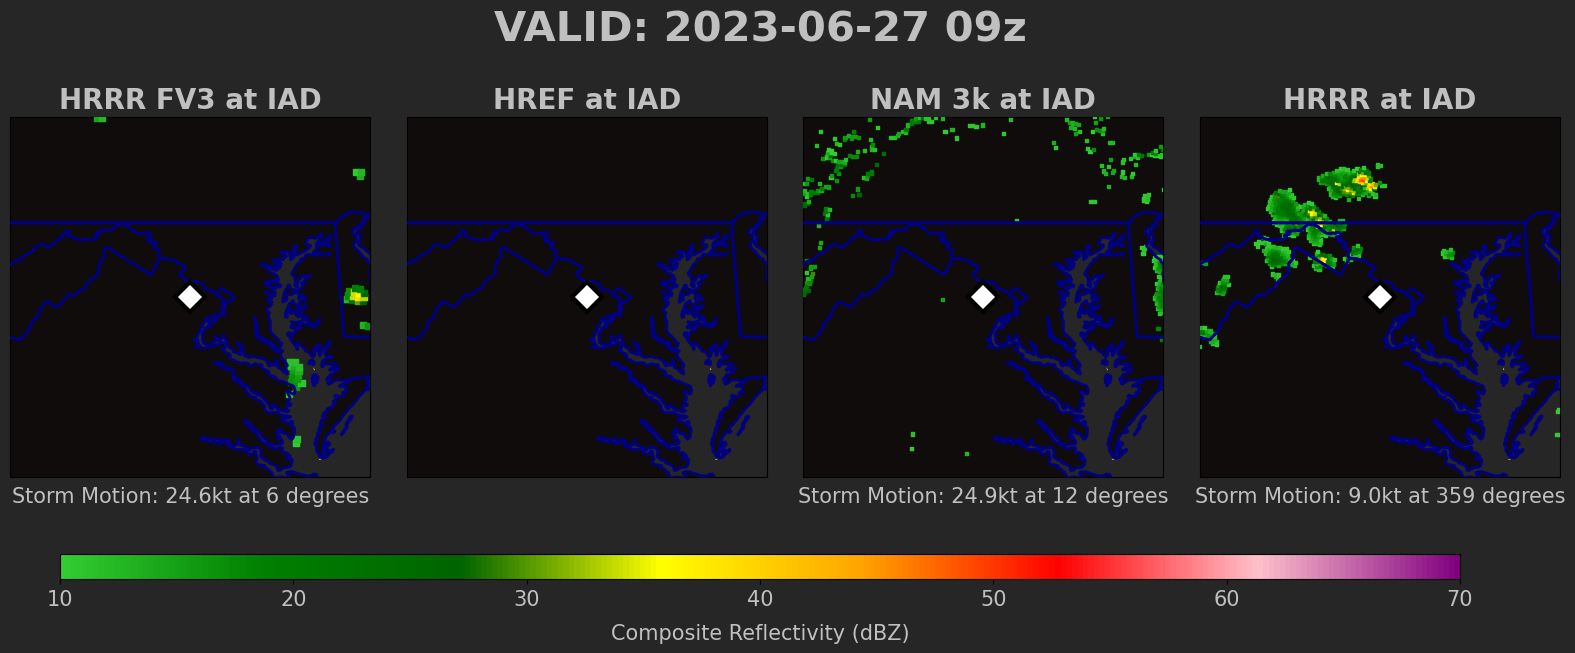 VALID: 2023-06-27 09z
HRRR FV3 at IAD
HREF at IAD
NAM 3k at IAD
HRRR at IAD
Storm Motion: 24.6kt at 6 degrees
Storm Motion: 24.9kt at 12 degrees
Storm Motion: 9.0kt at 359 degrees
10 20 30 40 50 60 70
Composite Reflectivity (dBZ)